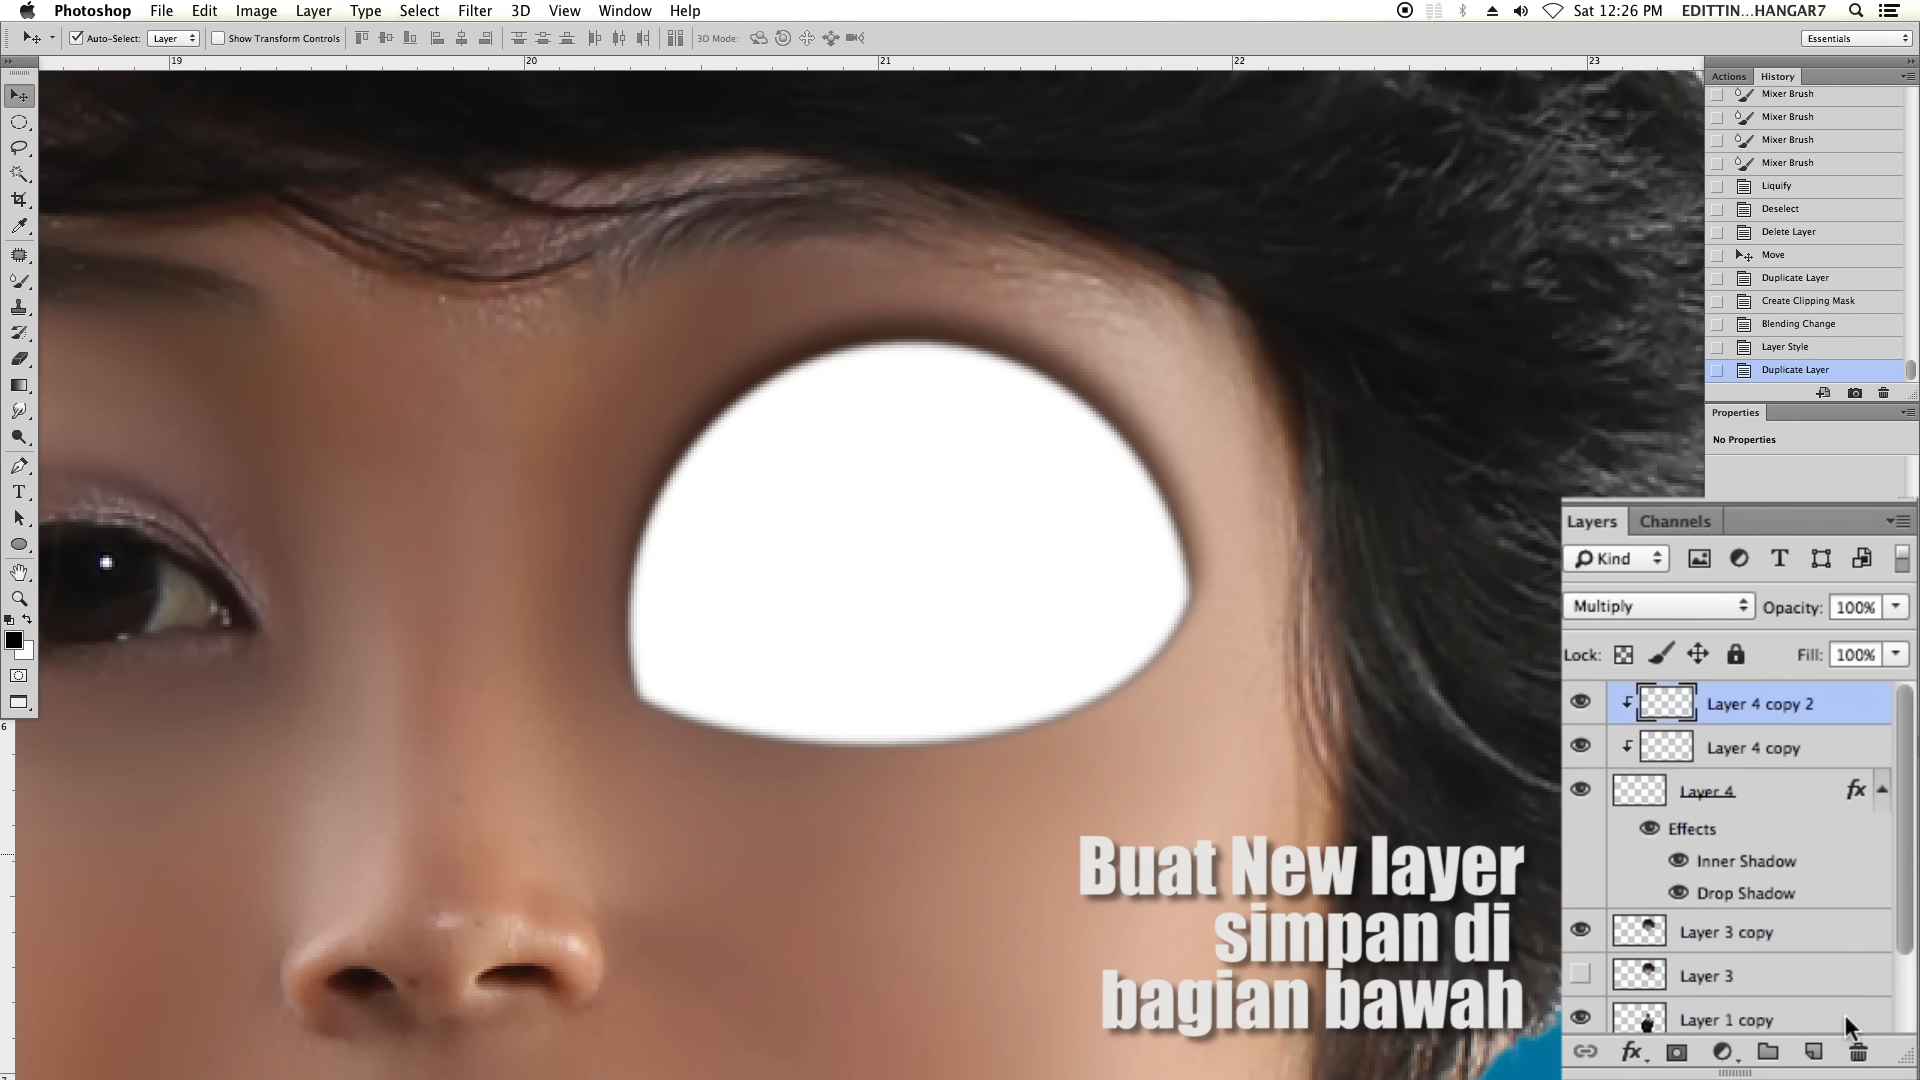 Photoshop File Edit Image Layer Type Select Filter 3D View Window Help Sat 12:26 PM EDITTIN...HANGAR7
Auto-Select: Layer Show Transform Controls 3D Mode: Essentials
19 20 21 22 23
Actions History
Mixer Brush
Mixer Brush
Mixer Brush
Mixer Brush
Liquify
Deselect
Delete Layer
Move
Duplicate Layer
Create Clipping Mask
Blending Change
Layer Style
Duplicate Layer
Properties
No Properties
Layers Channels
Kind
Multiply Opacity: 100%
Lock: Fill: 100%
Layer 4 copy 2
Layer 4 copy
Layer 4 fx
Effects
Inner Shadow
Drop Shadow
Layer 3 copy
Layer 3
Layer 1 copy
fx
6
Buat New layer
simpan di
bagian bawah